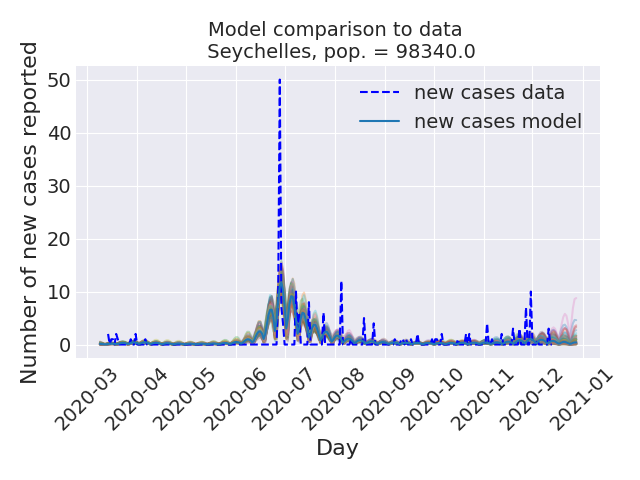 Model comparison to data
Seychelles, pop. = 98340.0
Number of new cases reported
50
40
30
20
10
0
new cases data
new cases model
2020-03
2020-04
2020-05
2020-06
2020-07
2020-08
2020-09
2020-10
2020-11
2020-12
2021-01
Day